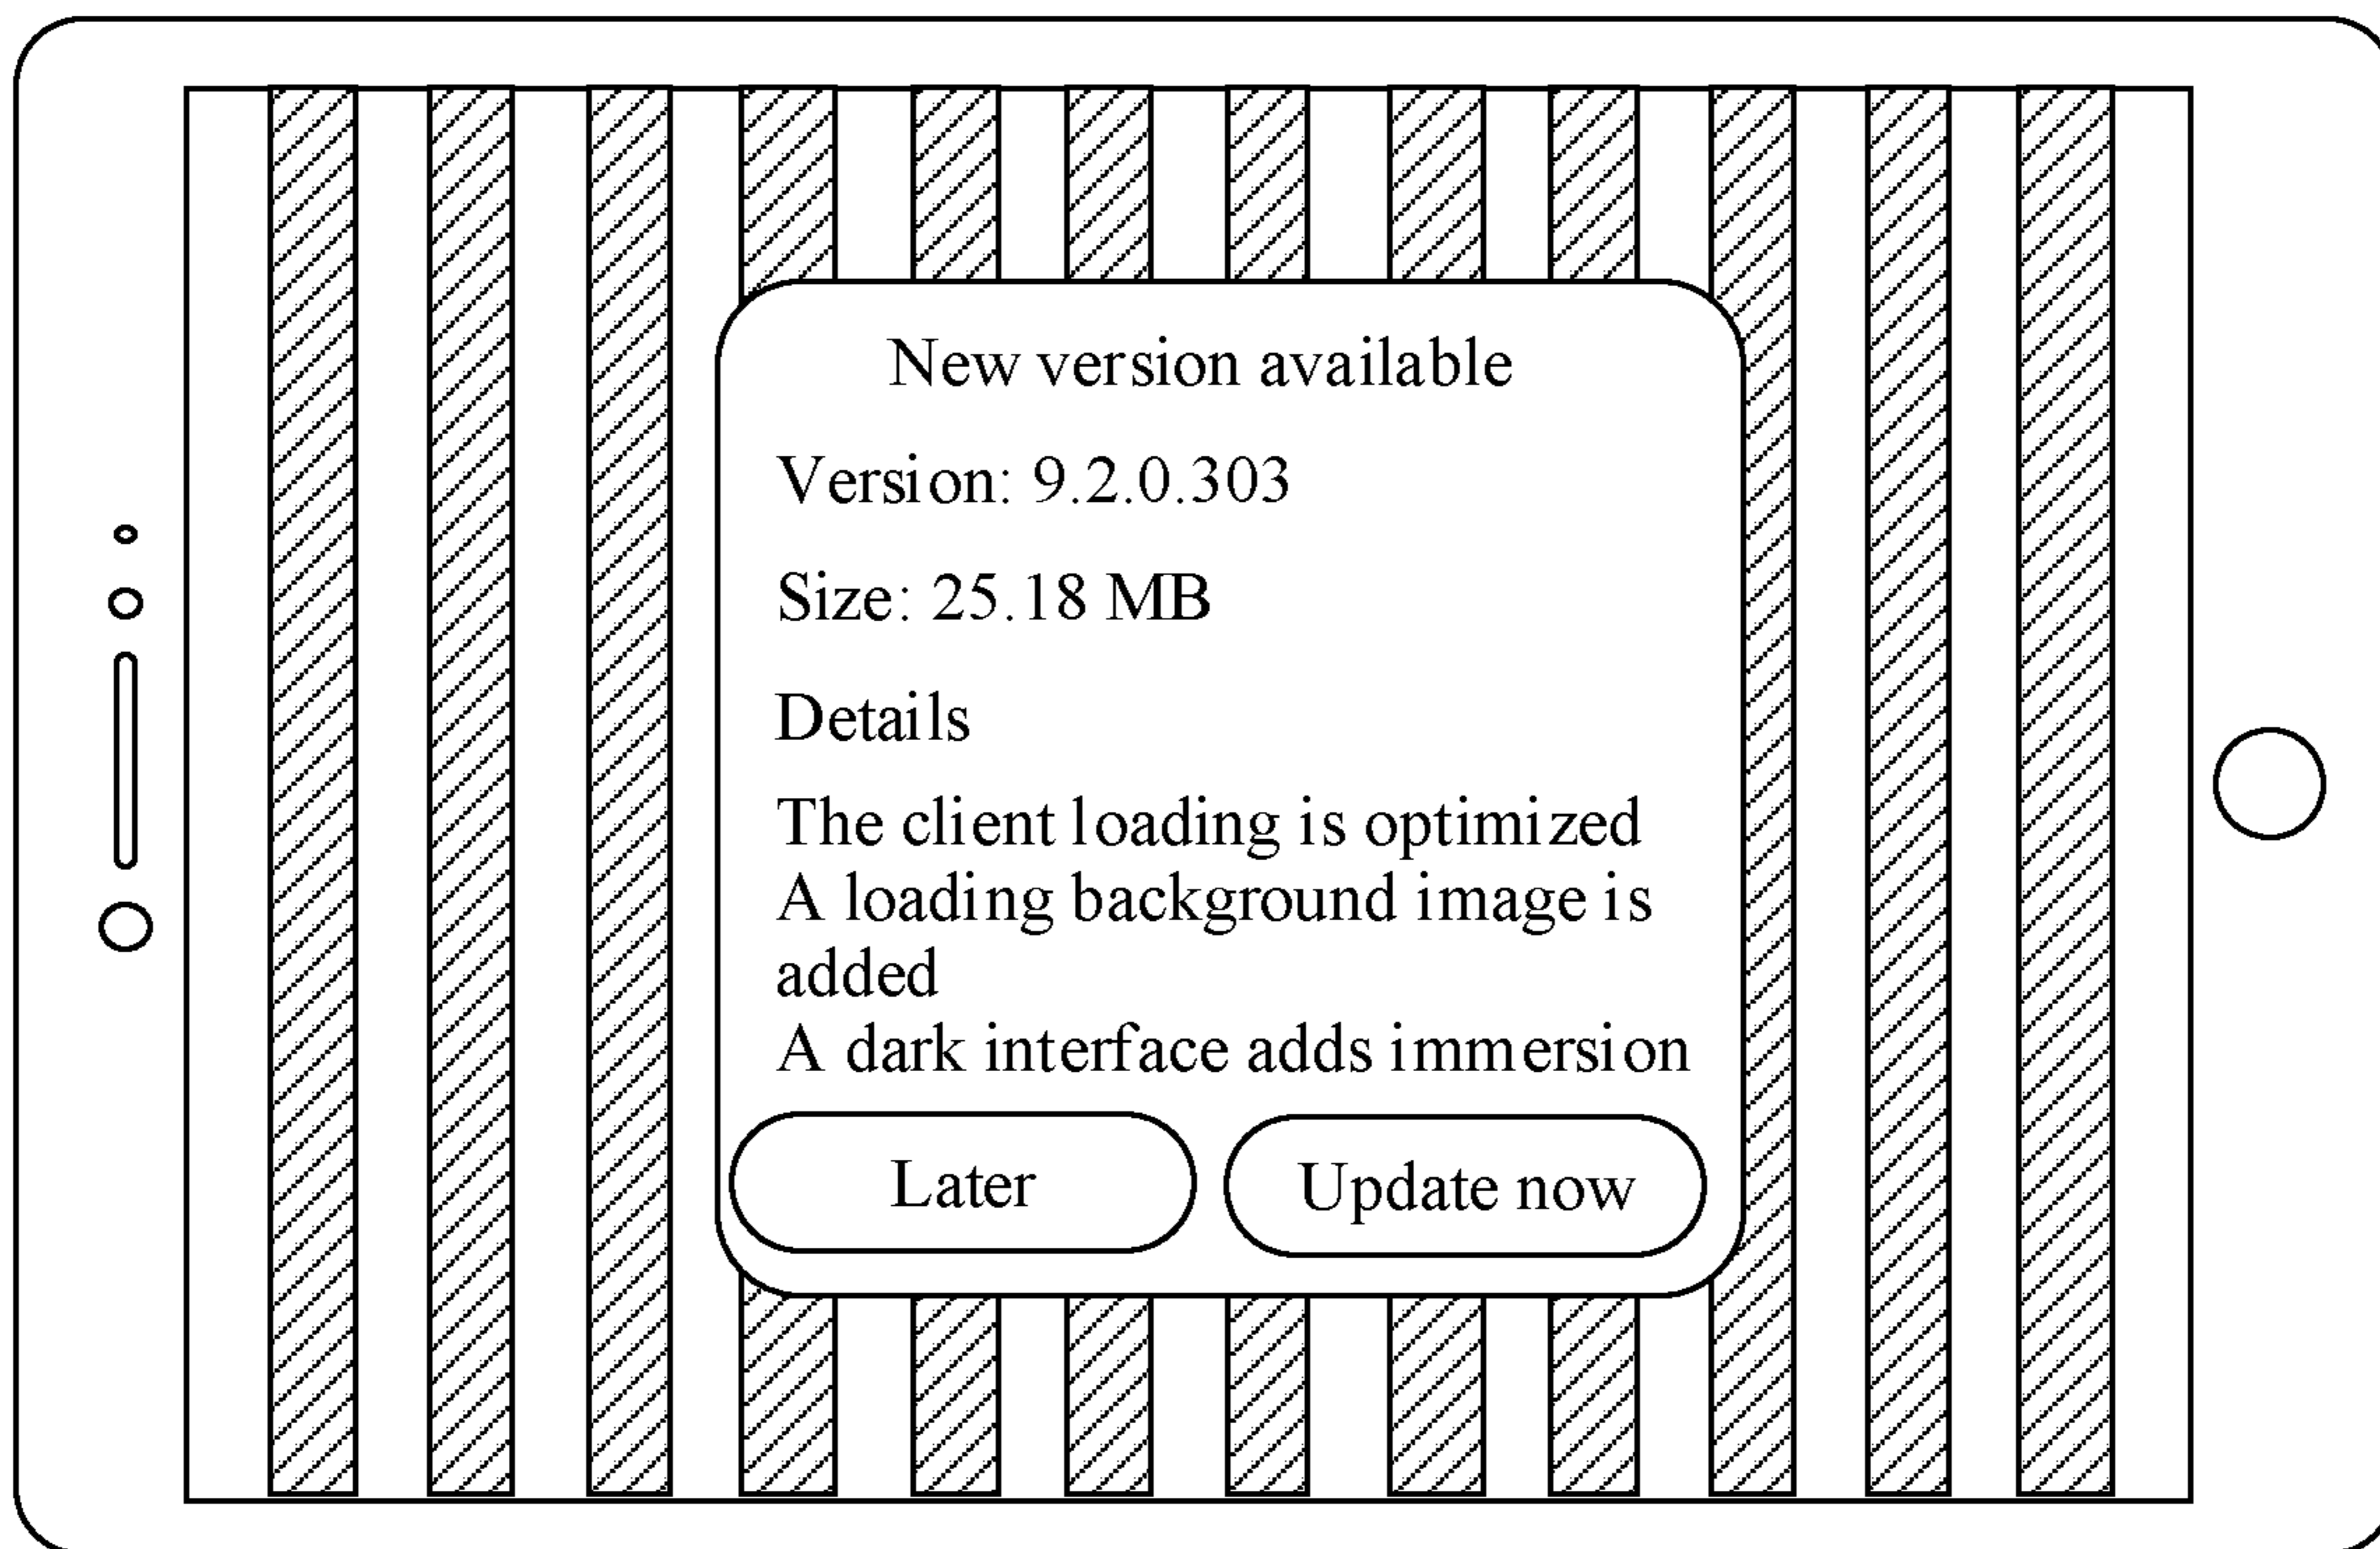 New version available
Version: 9.2.0.303
Size: 25.18 MB
Details
The client loading is optimized
A loading background image is
added
A dark interface adds immersion
Later
Update now